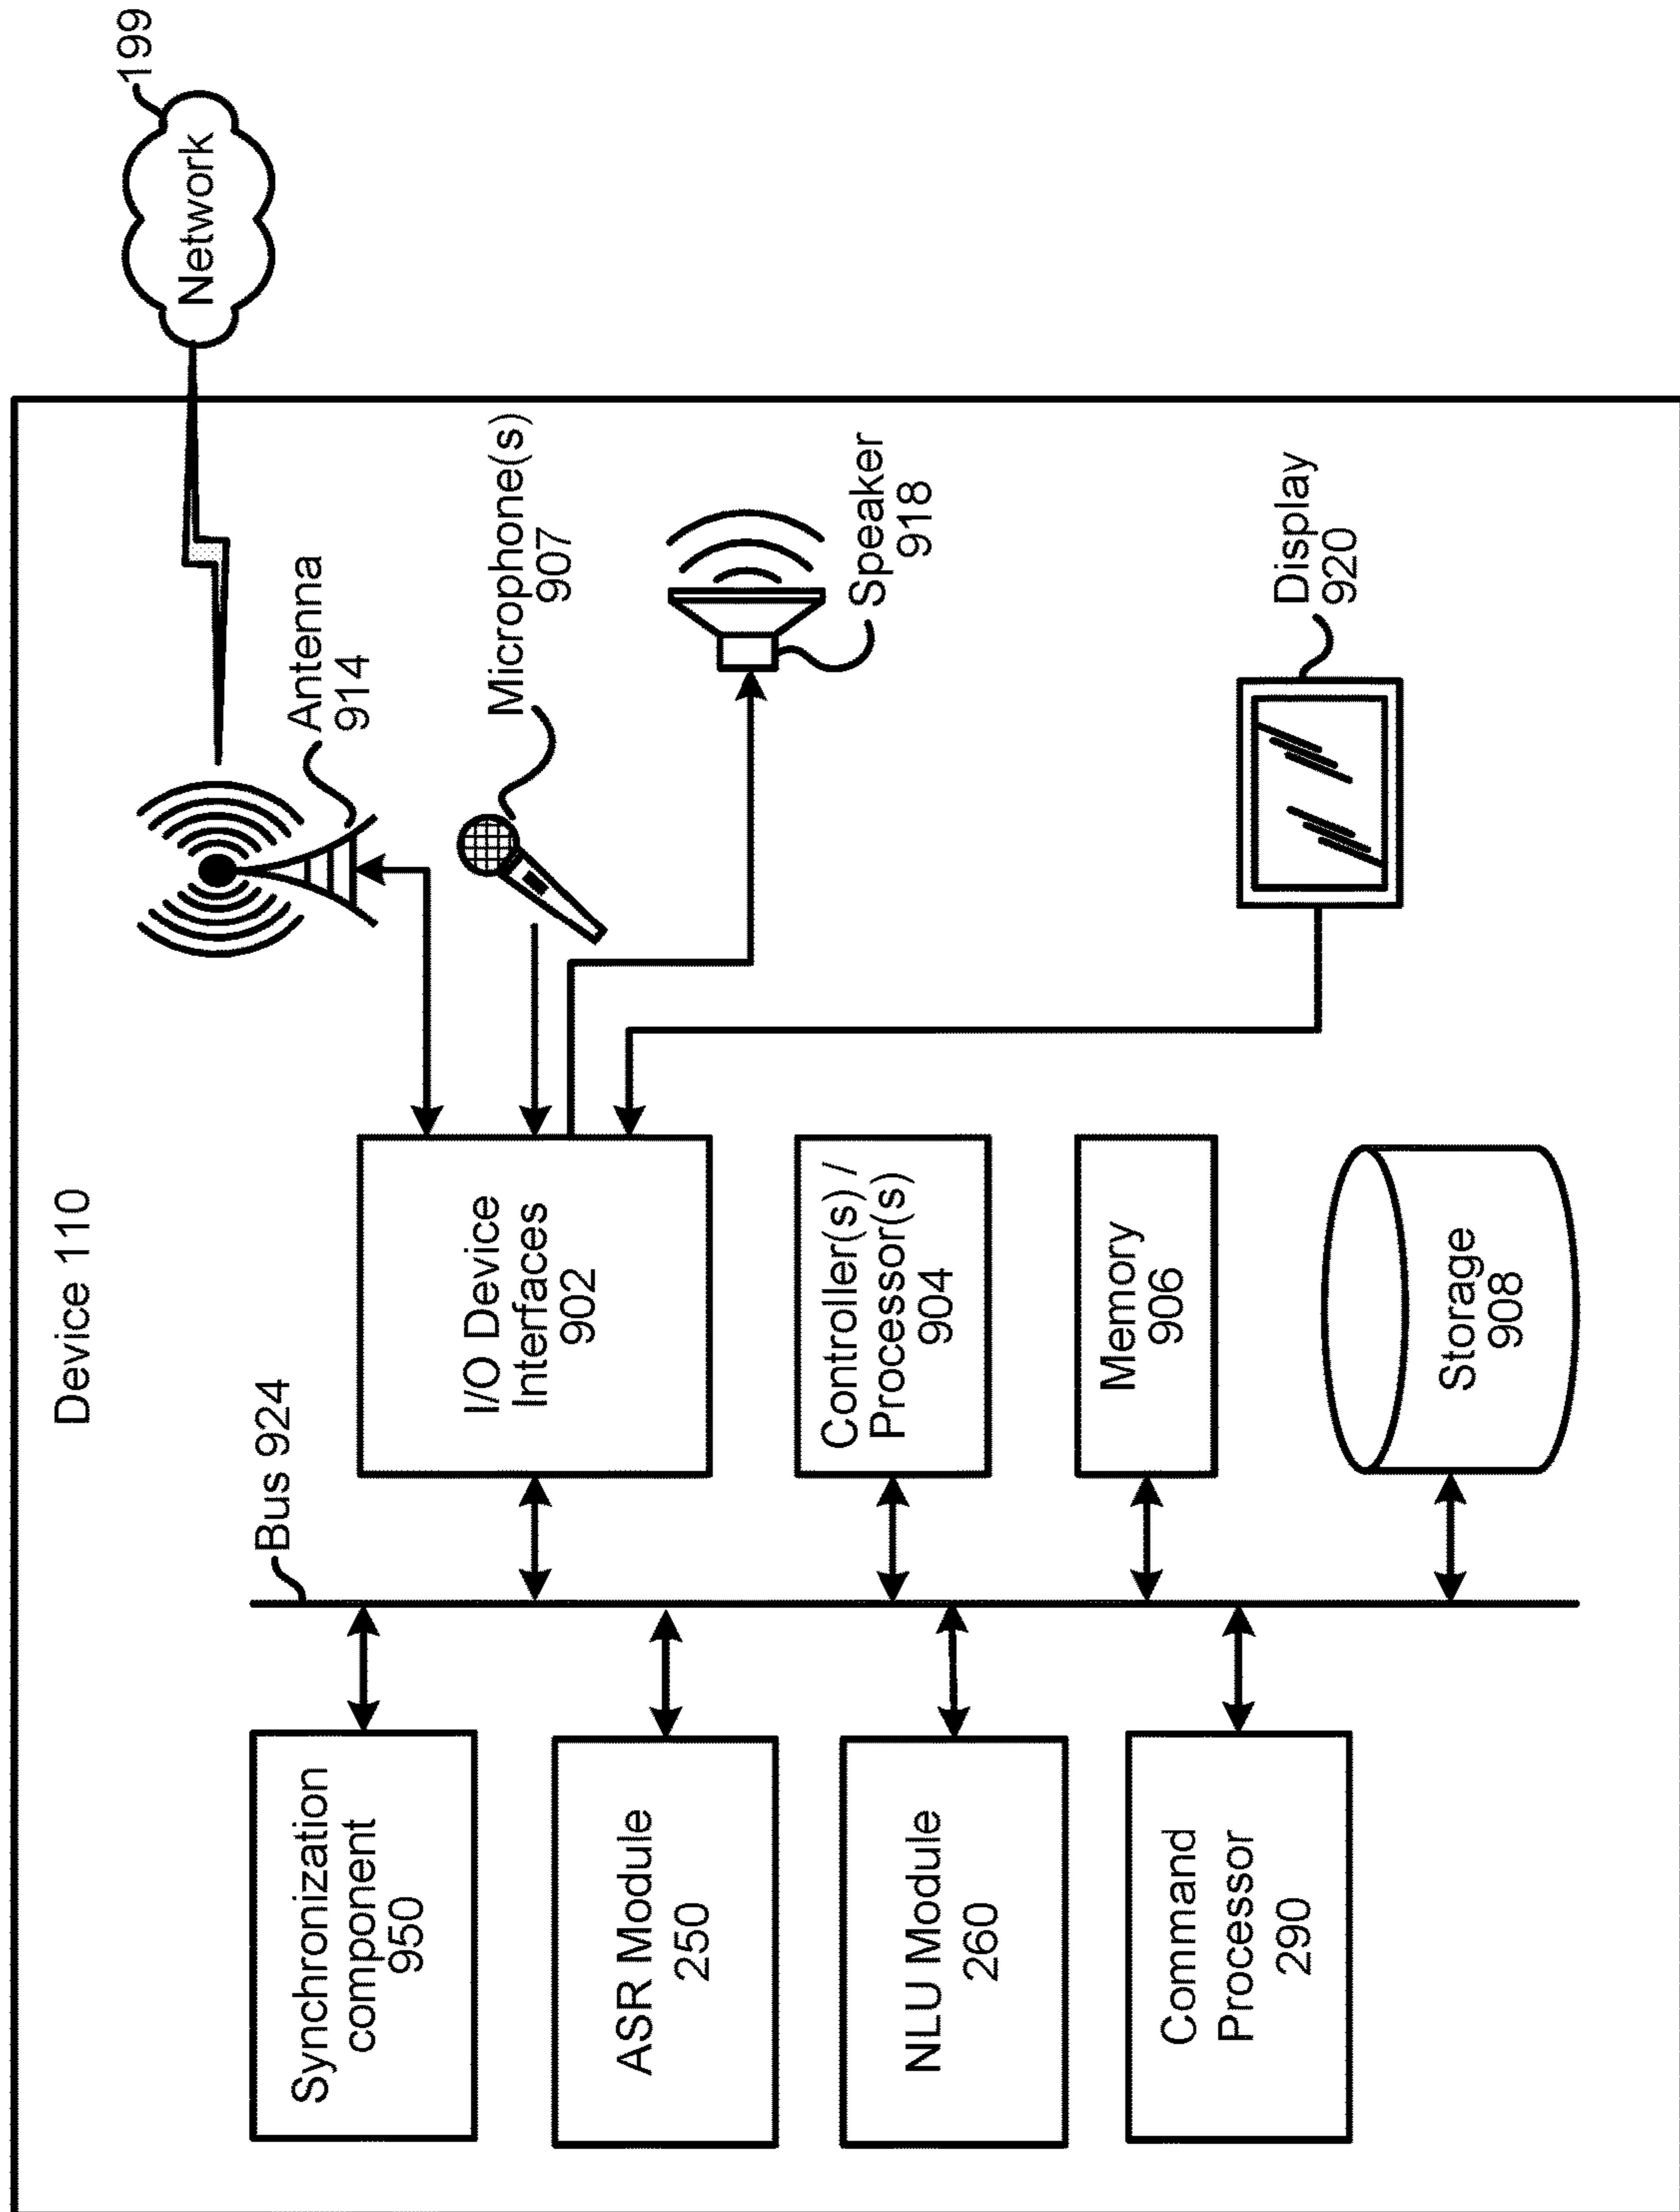 Device 110
Network
199
Bus 924
Antenna
914
Synchronization
component
950
I/O Device
Interfaces
902
Microphone(s)
907
ASR Module
250
Speaker
918
Controller(s) /
Processor(s)
904
NLU Module
260
Memory
906
Display
920
Command
Processor
290
Storage
908